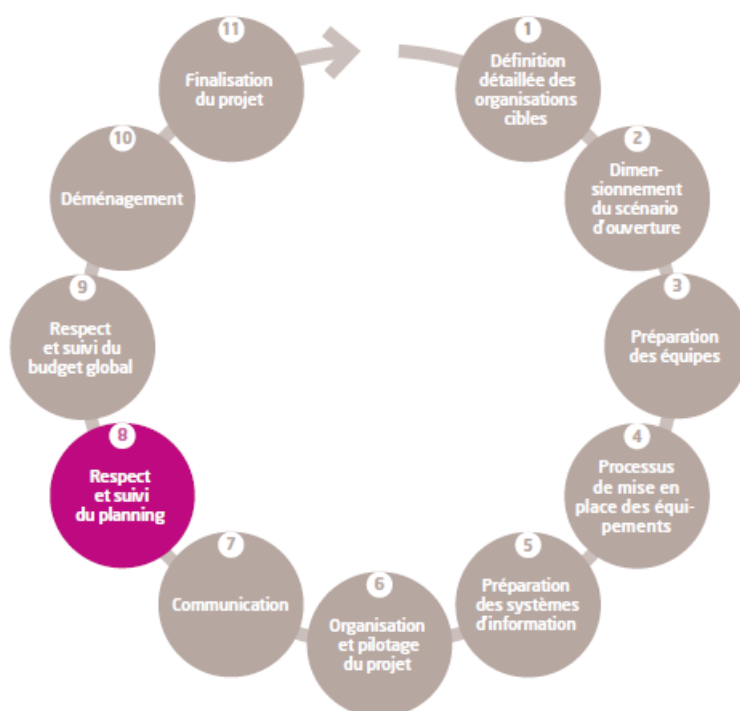 1
Définition
détaillée des
organisations
cibles
2
Dimen-
sionnement
du scénario
d'ouverture
3
Préparation
des équipes
4
Processus
de mise en
place des équi-
pements
5
Préparation
des systèmes
d'information
6
Organisation
et pilotage
du projet
7
Communication
8
Respect
et suivi
du planning
9
Respect
et suivi du
budget global
10
Déménagement
11
Finalisation
du projet